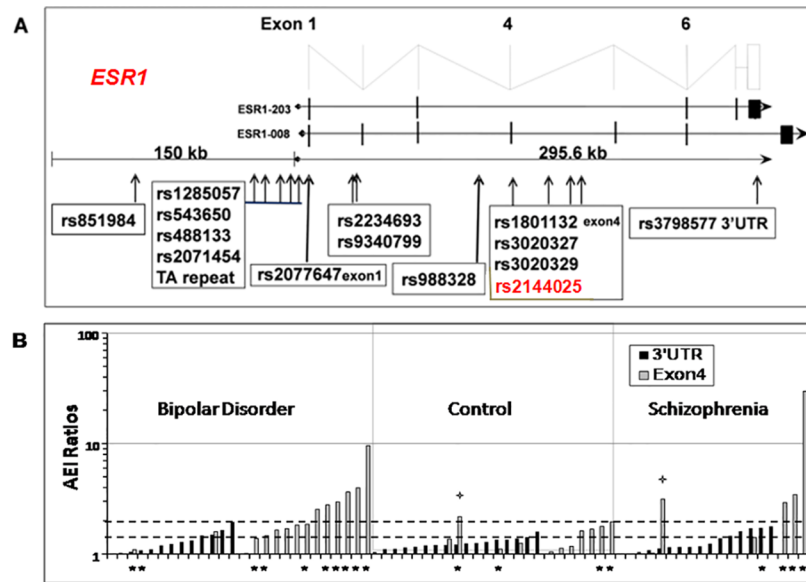 A
Exon 1 4 6
ESR1
ESR1-203
ESR1-008
150 kb 295.6 kb
rs851984
rs1285057
rs543650
rs488133
rs2071454
TA repeat
rs2077647exon1
rs2234693
rs9340799
rs988328
rs1801132 exon4
rs3020327
rs3020329
rs2144025
rs3798577 3'UTR
B
100
10
1
AEI Ratios
Bipolar Disorder
Control
Schizophrenia
3'UTR
Exon4
* * * * * * * * * * * * * * * *